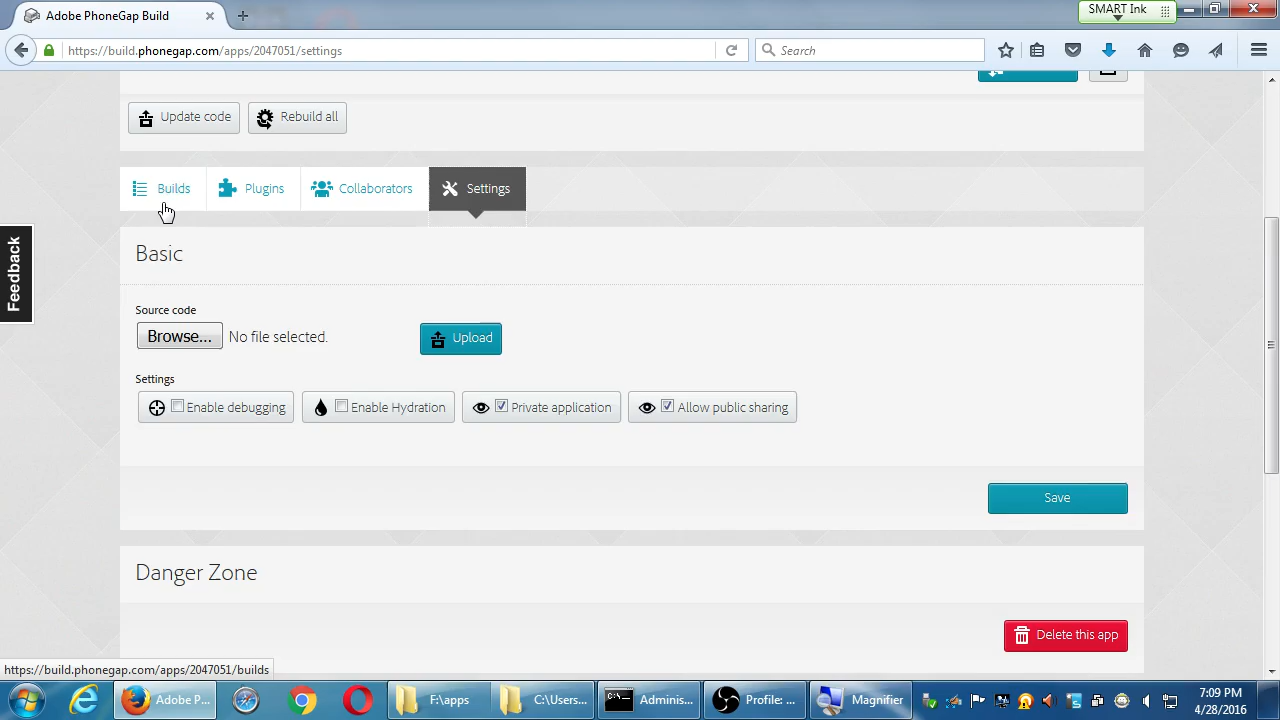 Adobe PhoneGap Build
SMART Ink
https://build.phonegap.com/apps/2047051/settings
Search
Update code
Rebuild all
Builds
Plugins
Collaborators
Settings
Feedback
Basic
Source code
Browse...
No file selected.
Upload
Settings
Enable debugging
Enable Hydration
Private application
Allow public sharing
Save
Danger Zone
Delete this app
https://build.phonegap.com/apps/2047051/builds
Adobe P...
F:\apps
C:\Users...
Adminis...
Profile: ...
Magnifier
7:09 PM
4/28/2016